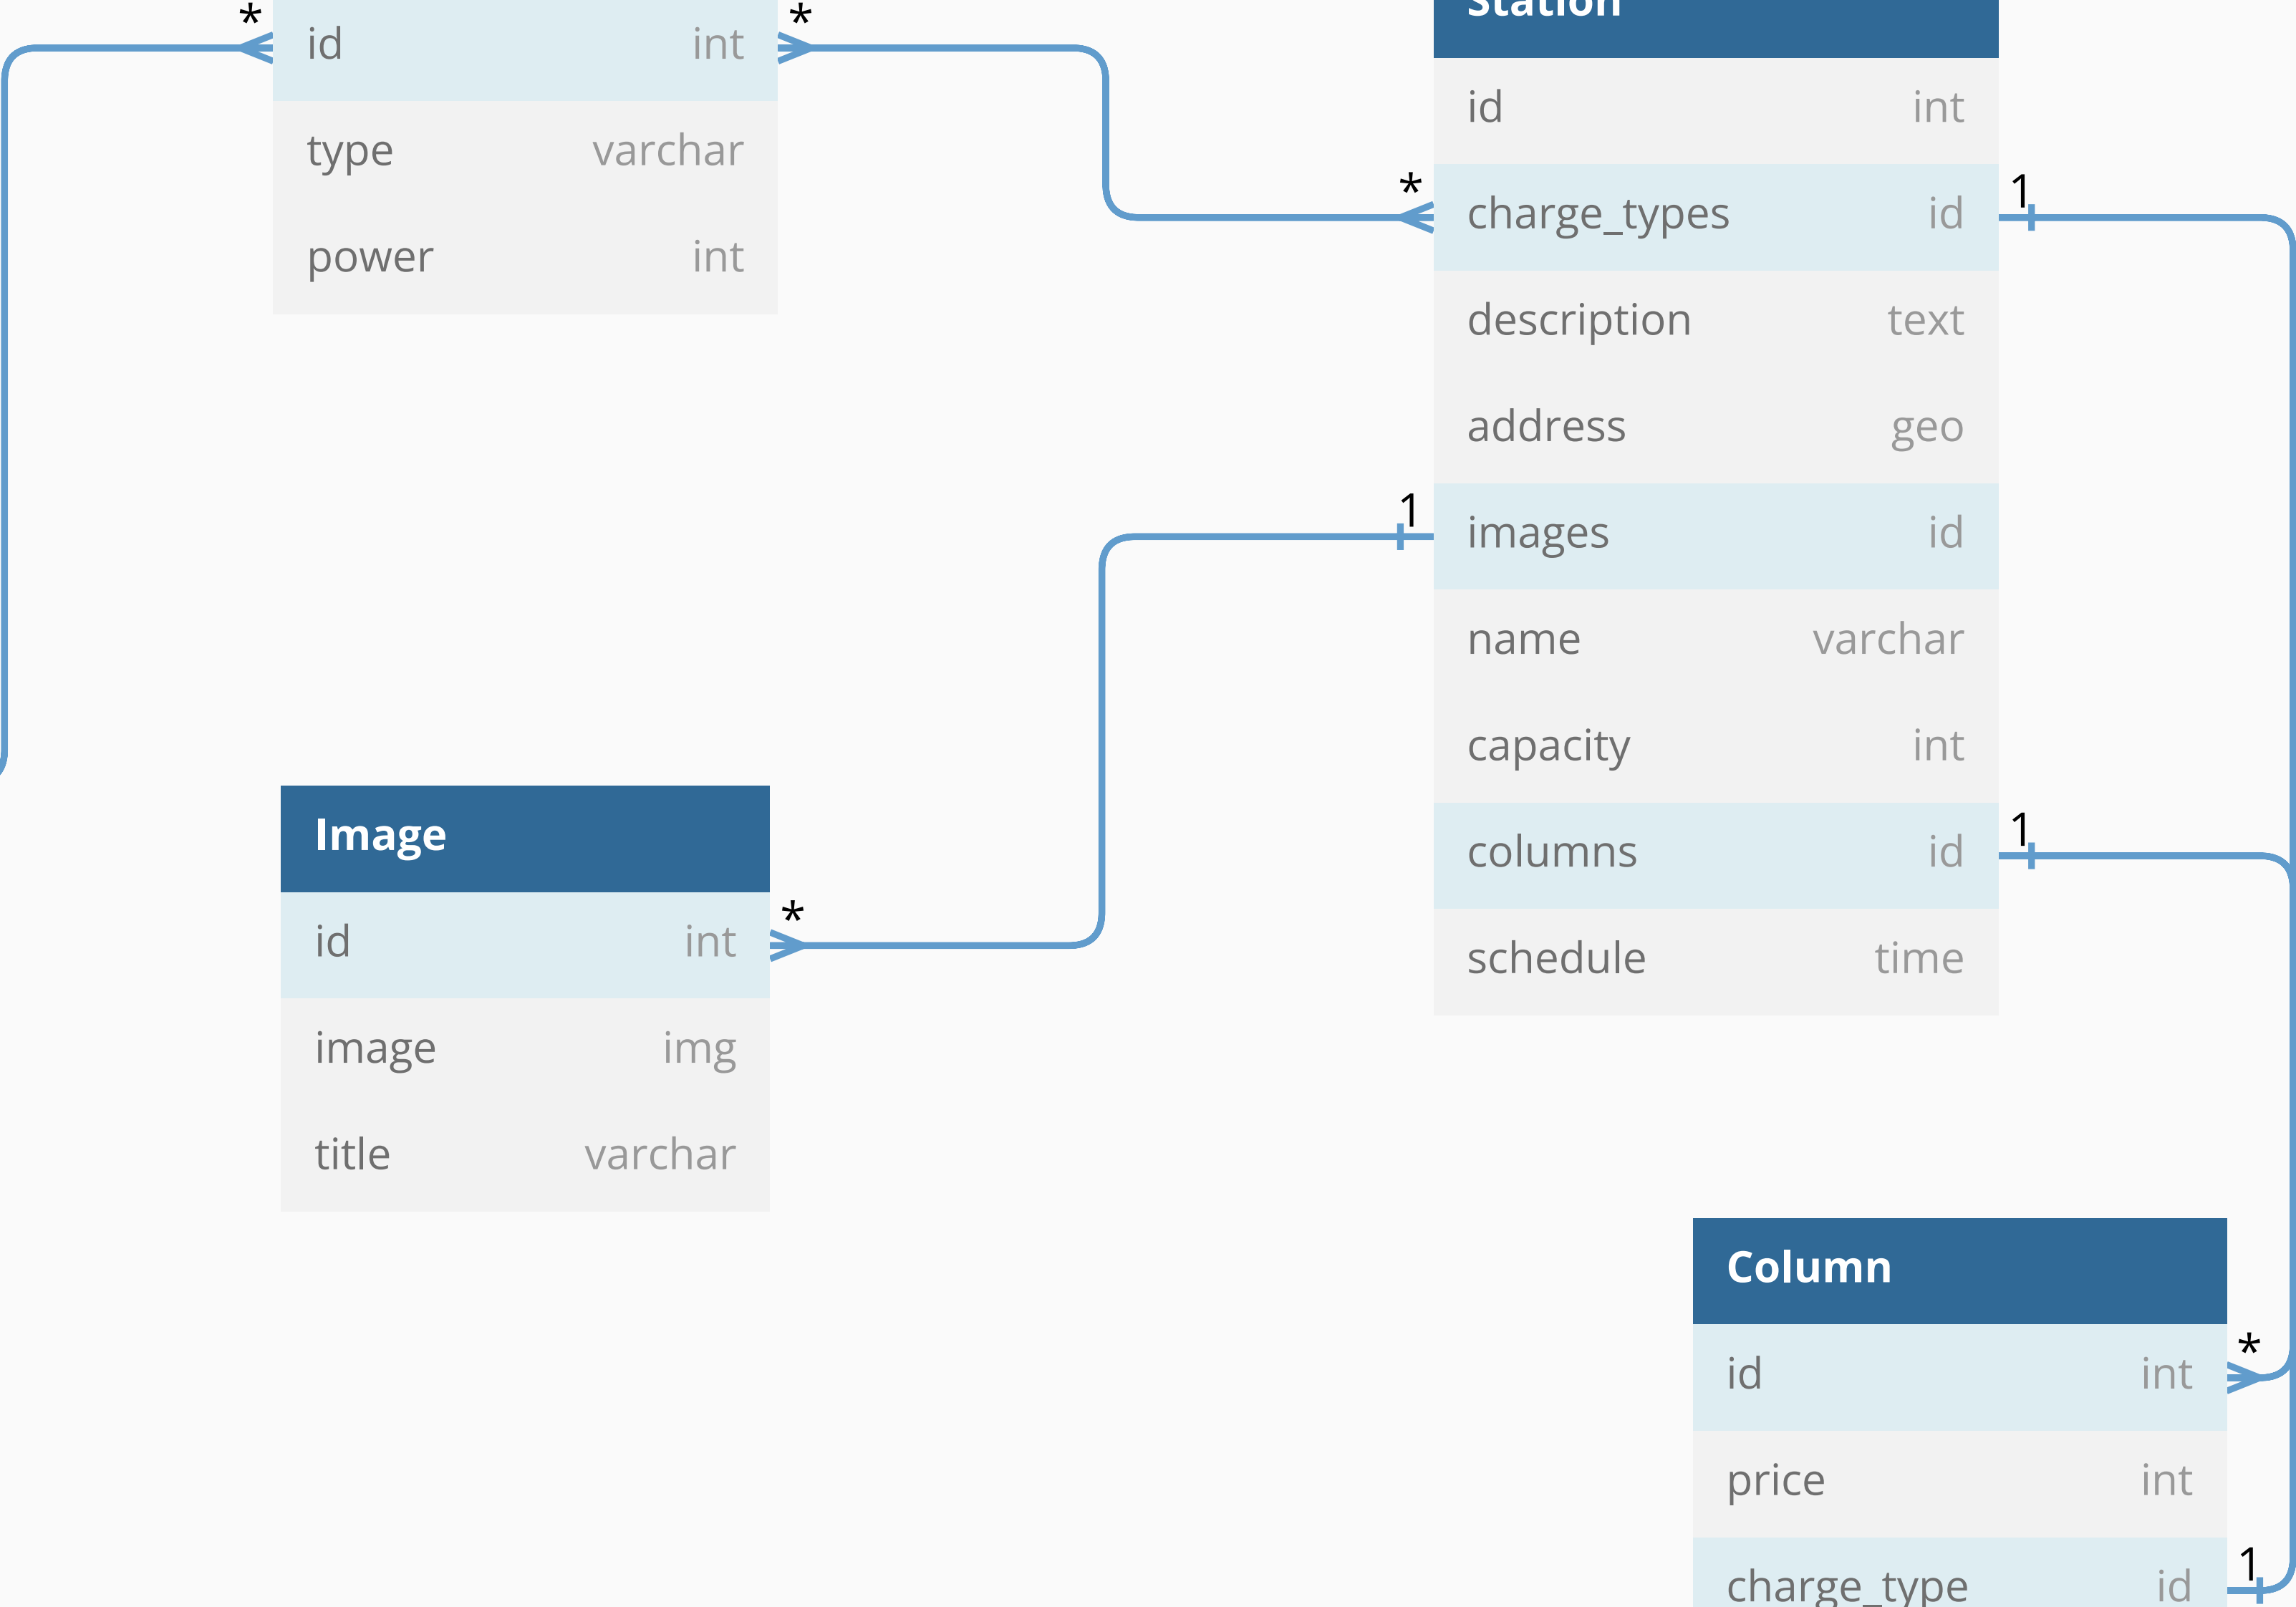 *
*
id int
type varchar
power int
Station
id int
*
1
charge_types id
description text
address geo
1
images id
name varchar
capacity int
1
columns id
schedule time
Image
*
id int
image img
title varchar
Column
*
id int
price int
1
charge_type id